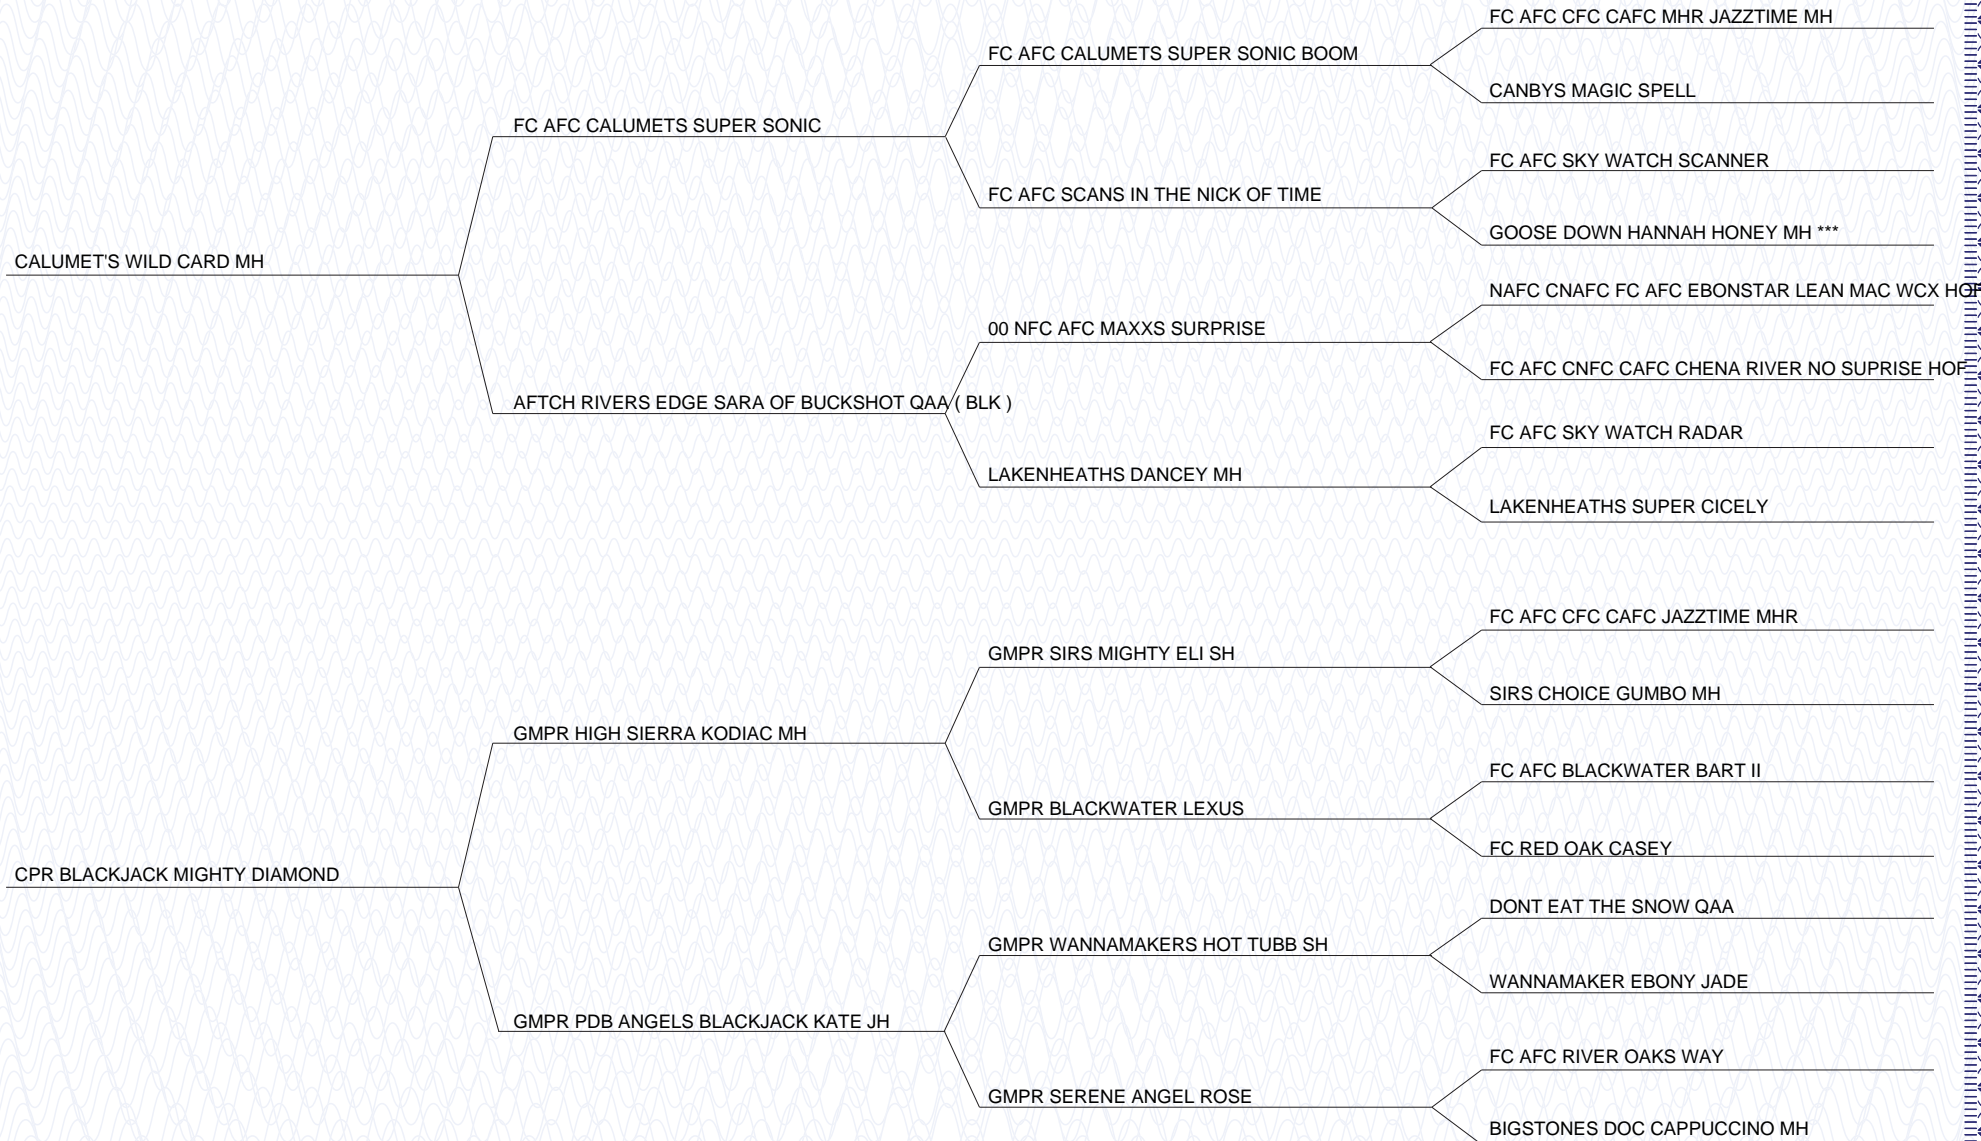 FC AFC CFC CAFC MHR JAZZTIME MH
FC AFC CALUMETS SUPER SONIC BOOM
CANBYS MAGIC SPELL
FC AFC CALUMETS SUPER SONIC
FC AFC SKY WATCH SCANNER
FC AFC SCANS IN THE NICK OF TIME
GOOSE DOWN HANNAH HONEY MH ***
CALUMET'S WILD CARD MH
NAFC CNAFC FC AFC EBONSTAR LEAN MAC WCX HOF
00 NFC AFC MAXXS SURPRISE
FC AFC CNFC CAFC CHENA RIVER NO SUPRISE HOF
AFTCH RIVERS EDGE SARA OF BUCKSHOT QAA ( BLK )
FC AFC SKY WATCH RADAR
LAKENHEATHS DANCEY MH
LAKENHEATHS SUPER CICELY
FC AFC CFC CAFC JAZZTIME MHR
GMPR SIRS MIGHTY ELI SH
SIRS CHOICE GUMBO MH
GMPR HIGH SIERRA KODIAC MH
FC AFC BLACKWATER BART II
GMPR BLACKWATER LEXUS
FC RED OAK CASEY
CPR BLACKJACK MIGHTY DIAMOND
DONT EAT THE SNOW QAA
GMPR WANNAMAKERS HOT TUBB SH
WANNAMAKER EBONY JADE
GMPR PDB ANGELS BLACKJACK KATE JH
FC AFC RIVER OAKS WAY
GMPR SERENE ANGEL ROSE
BIGSTONES DOC CAPPUCCINO MH